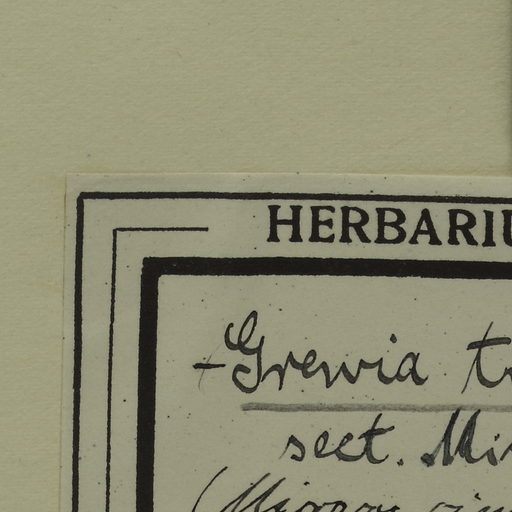 HERBARIU
-Grewia t
sect. Mi